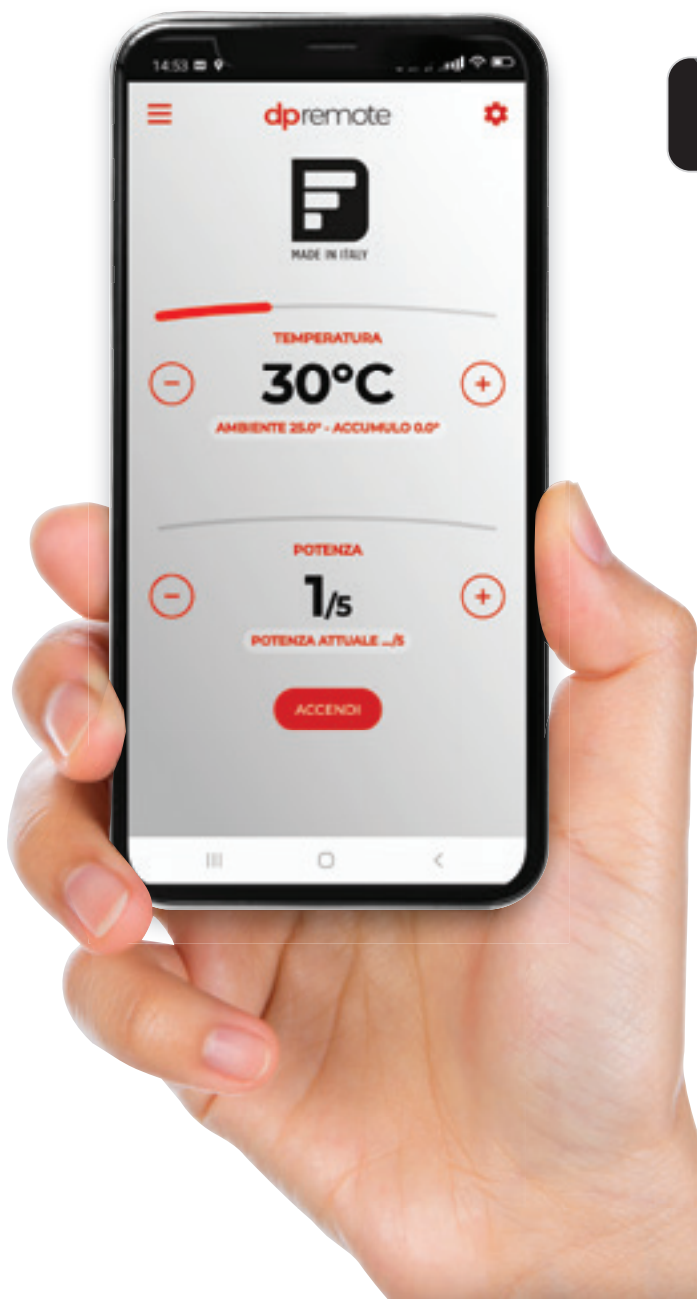 14:53
dpremote
MADE IN ITALY
TEMPERATURA
30°C
AMBIENTE 25.0° - ACCUMULO 0.0°
POTENZA
1/5
POTENZA ATTUALE .../5
ACCENDI